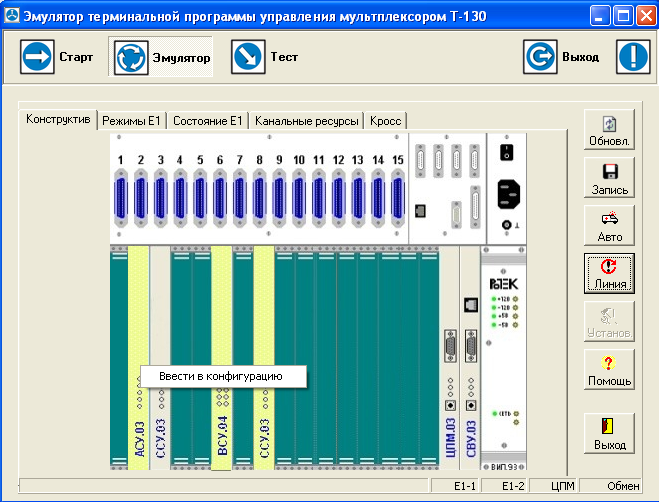 Эмулятор терминальной программы управления мультплексором Т-130
Старт Эмулятор Тест Выход
Конструктив Режимы Е1 Состояние Е1 Канальные ресурсы Кросс
1 2 3 4 5 6 7 8 9 10 11 12 13 14 15
Обновл.
Запись
Авто
Линия
Установ.
Помощь
Выход
РОТЕК
+12В
-12В
+5В
-5В
СЕТЬ
Ввести в конфигурацию
АСУ.03
ССУ.03
ВСУ.04
ССУ.03
ЦПМ.03
СВУ.03
ВИП.93
Е1-1 Е1-2 ЦПМ Обмен